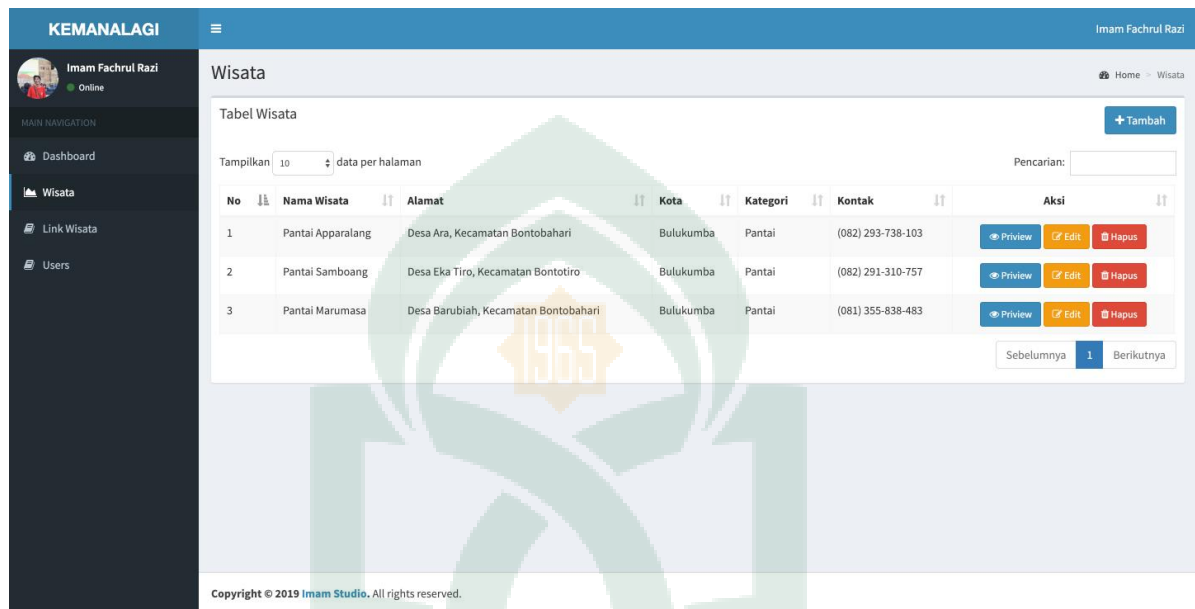 KEMANALAGI
Imam Fachrul Razi
Imam Fachrul Razi
Online
MAIN NAVIGATION
Dashboard
Wisata
Link Wisata
Users
Wisata
Home > Wisata
Tabel Wisata
+ Tambah
Tampilkan 10 data per halaman
Pencarian:
No Nama Wisata Alamat Kota Kategori Kontak Aksi
1 Pantai Apparalang Desa Ara, Kecamatan Bontobahari Bulukumba Pantai (082) 293-738-103 Priview Edit Hapus
2 Pantai Samboang Desa Eka Tiro, Kecamatan Bontotiro Bulukumba Pantai (082) 291-310-757 Priview Edit Hapus
3 Pantai Marumasa Desa Barubiah, Kecamatan Bontobahari Bulukumba Pantai (081) 355-838-483 Priview Edit Hapus
Sebelumnya 1 Berikutnya
1965
Copyright © 2019 Imam Studio. All rights reserved.